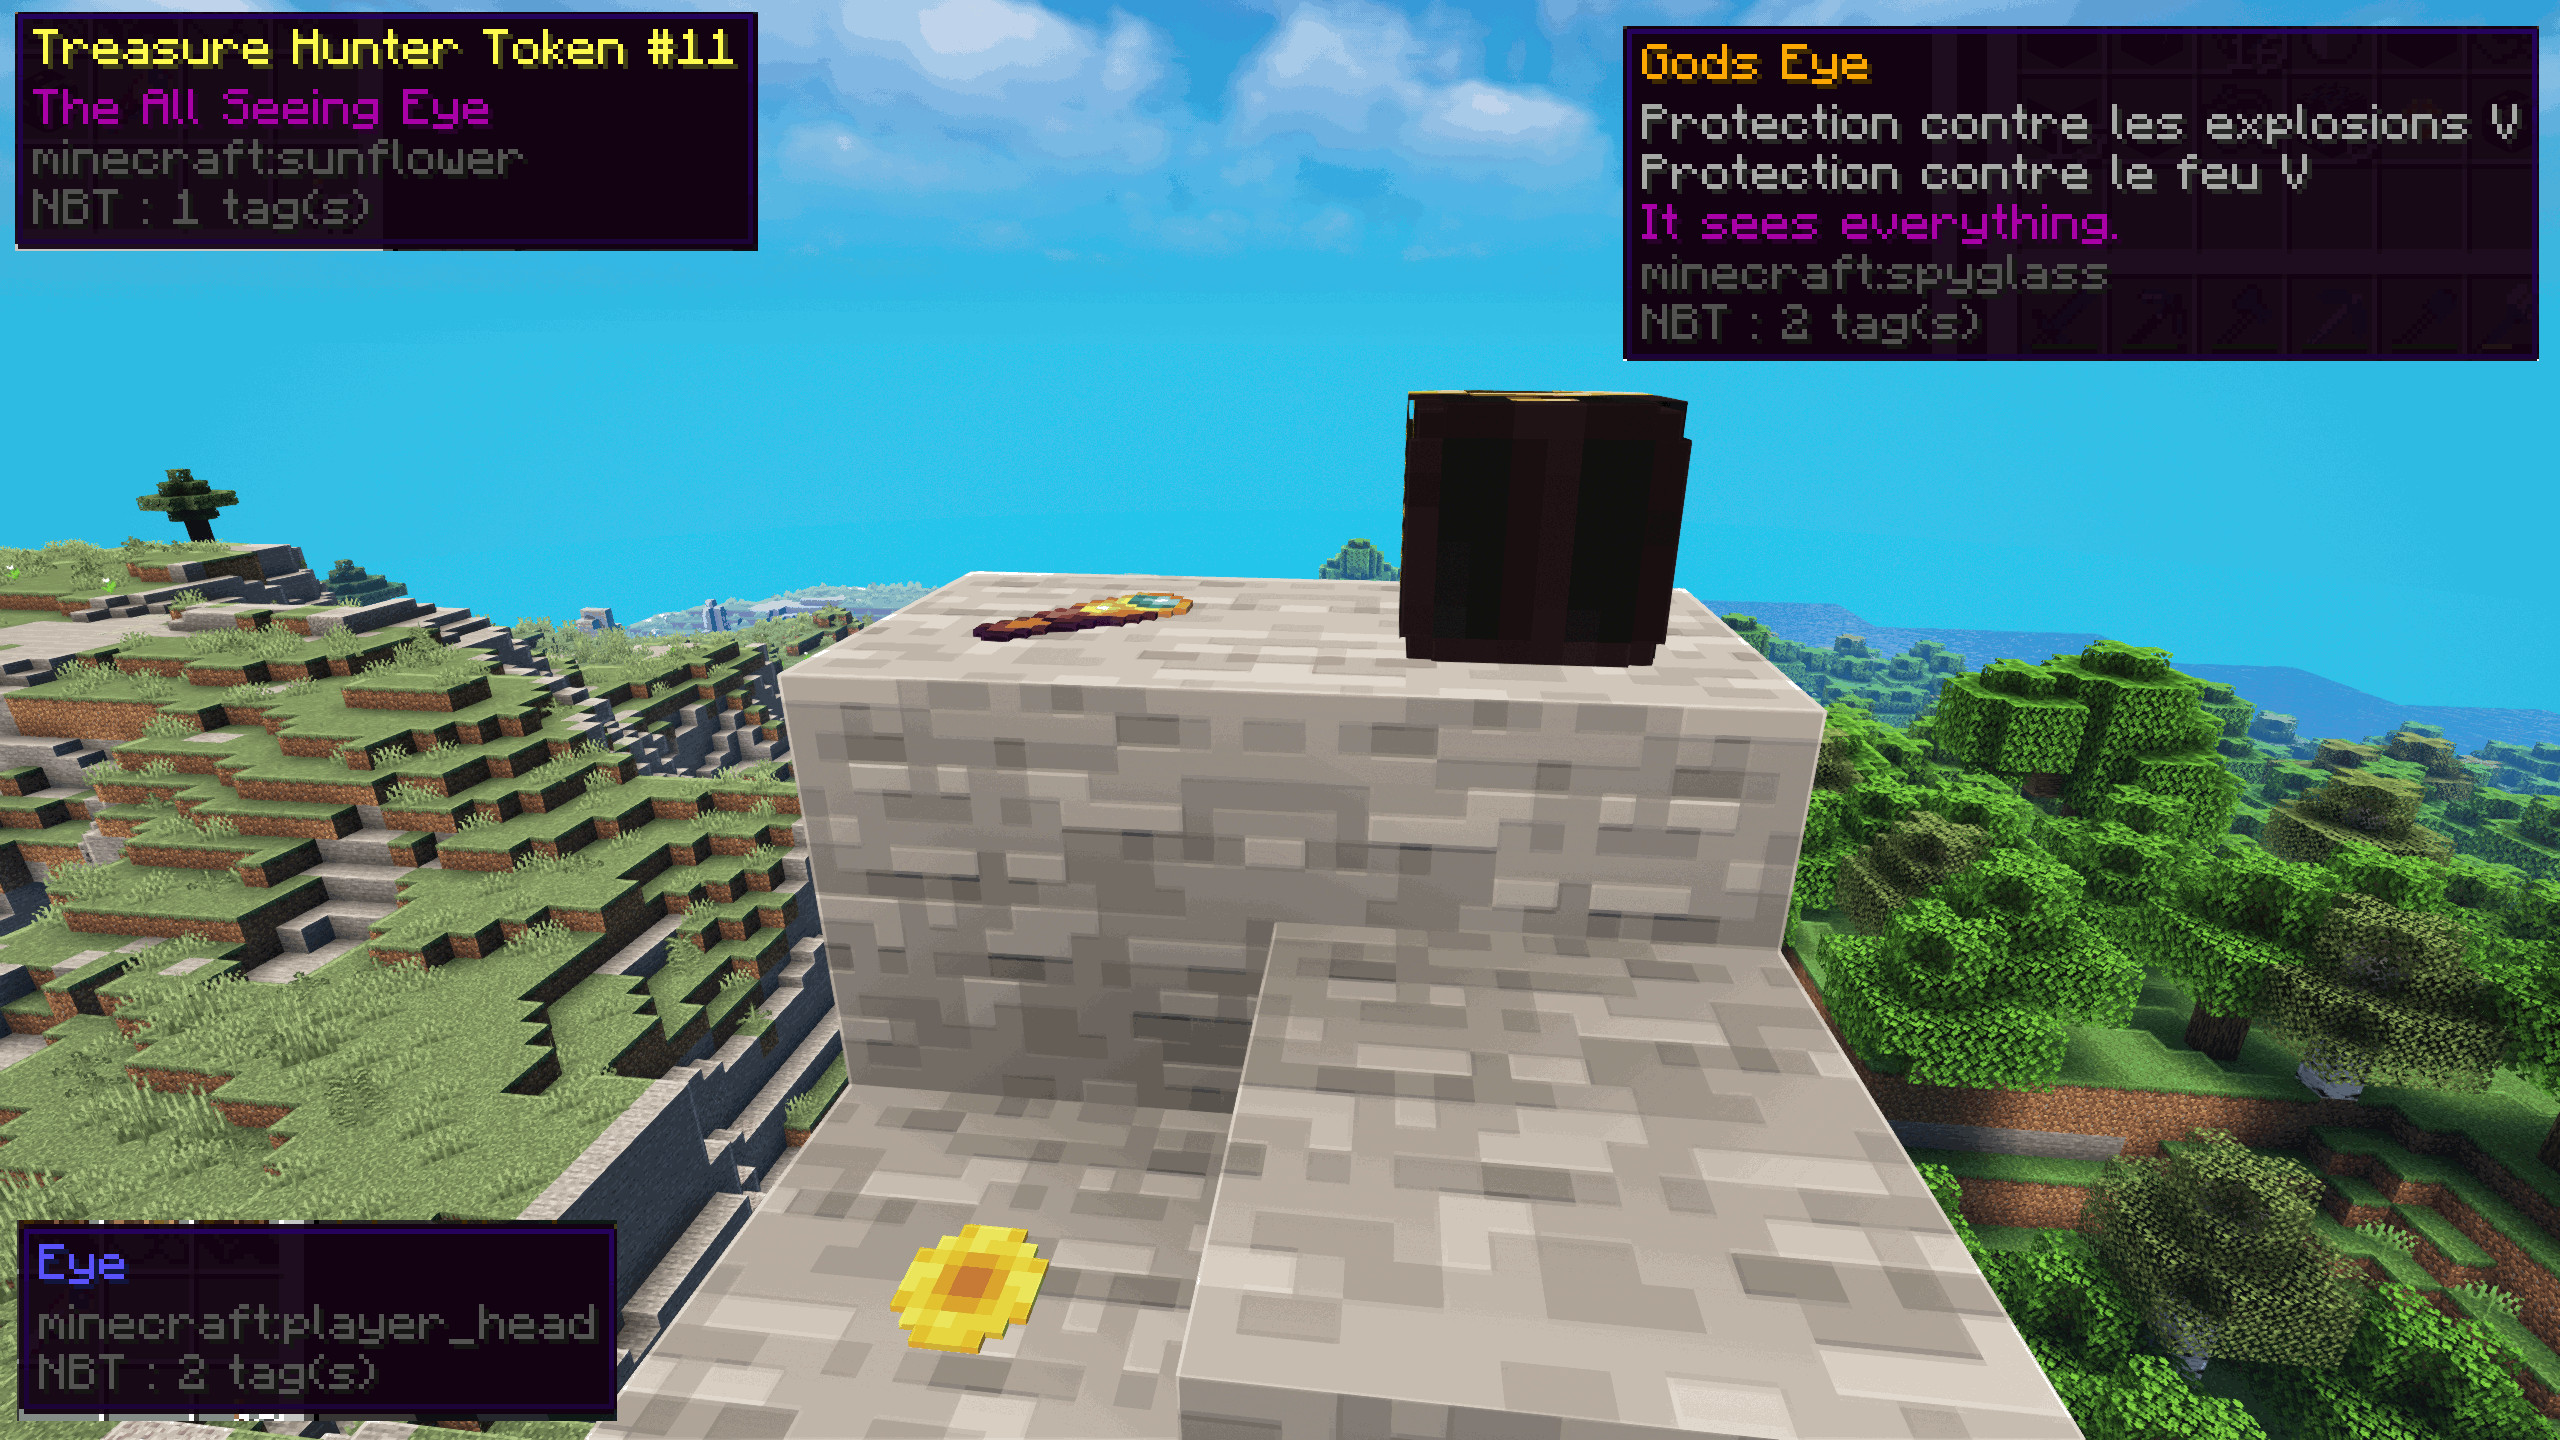 Treasure Hunter Token #11
The All Seeing Eye
minecraft:sunflower
NBT : 1 tag(s)
Gods Eye
Protection contre les explosions V
Protection contre le feu V
It sees everything.
minecraft:spyglass
NBT : 2 tag(s)
Eye
minecraft:player_head
NBT : 2 tag(s)